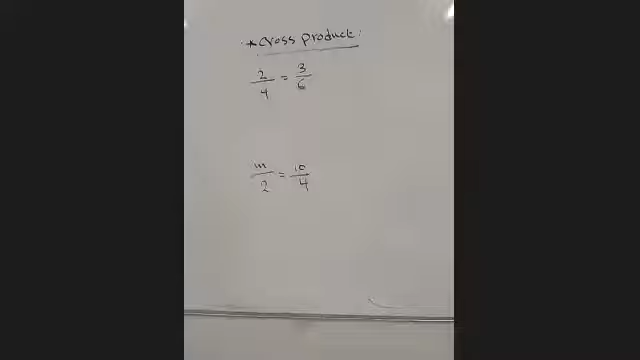 * Cross product:
2/4 = 3/6
m/2 = 10/4